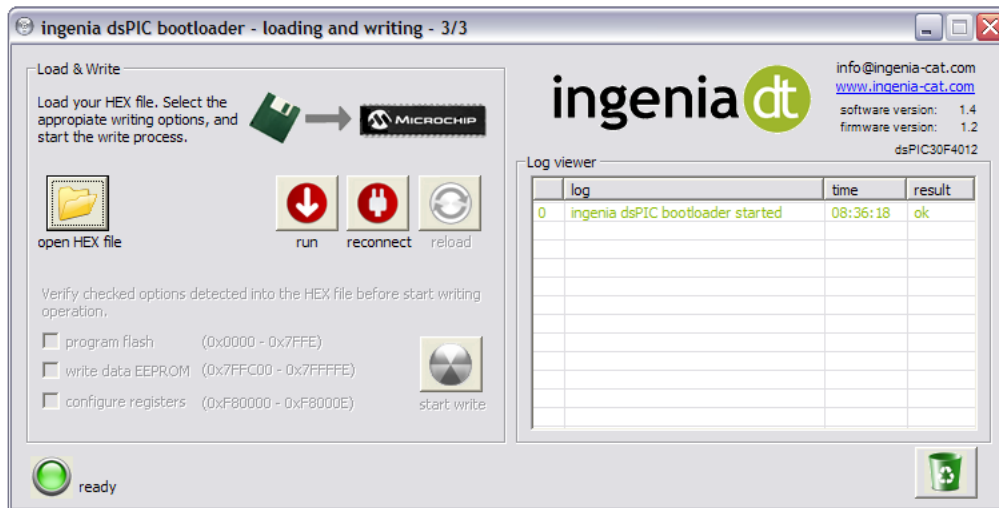 ingenia dsPIC bootloader - loading and writing - 3/3
Load & Write
Load your HEX file. Select the
appropiate writing options, and
start the write process.
MICROCHIP
open HEX file
run
reconnect
reload
Verify checked options detected into the HEX file before start writing
operation.
program flash (0x0000 - 0x7FFE)
write data EEPROM (0x7FFC00 - 0x7FFFFE)
configure registers (0xF80000 - 0xF8000E)
start write
ready
ingenia dt
info@ingenia-cat.com
www.ingenia-cat.com
software version: 1.4
firmware version: 1.2
dsPIC30F4012
Log viewer
log time result
0 ingenia dsPIC bootloader started 08:36:18 ok